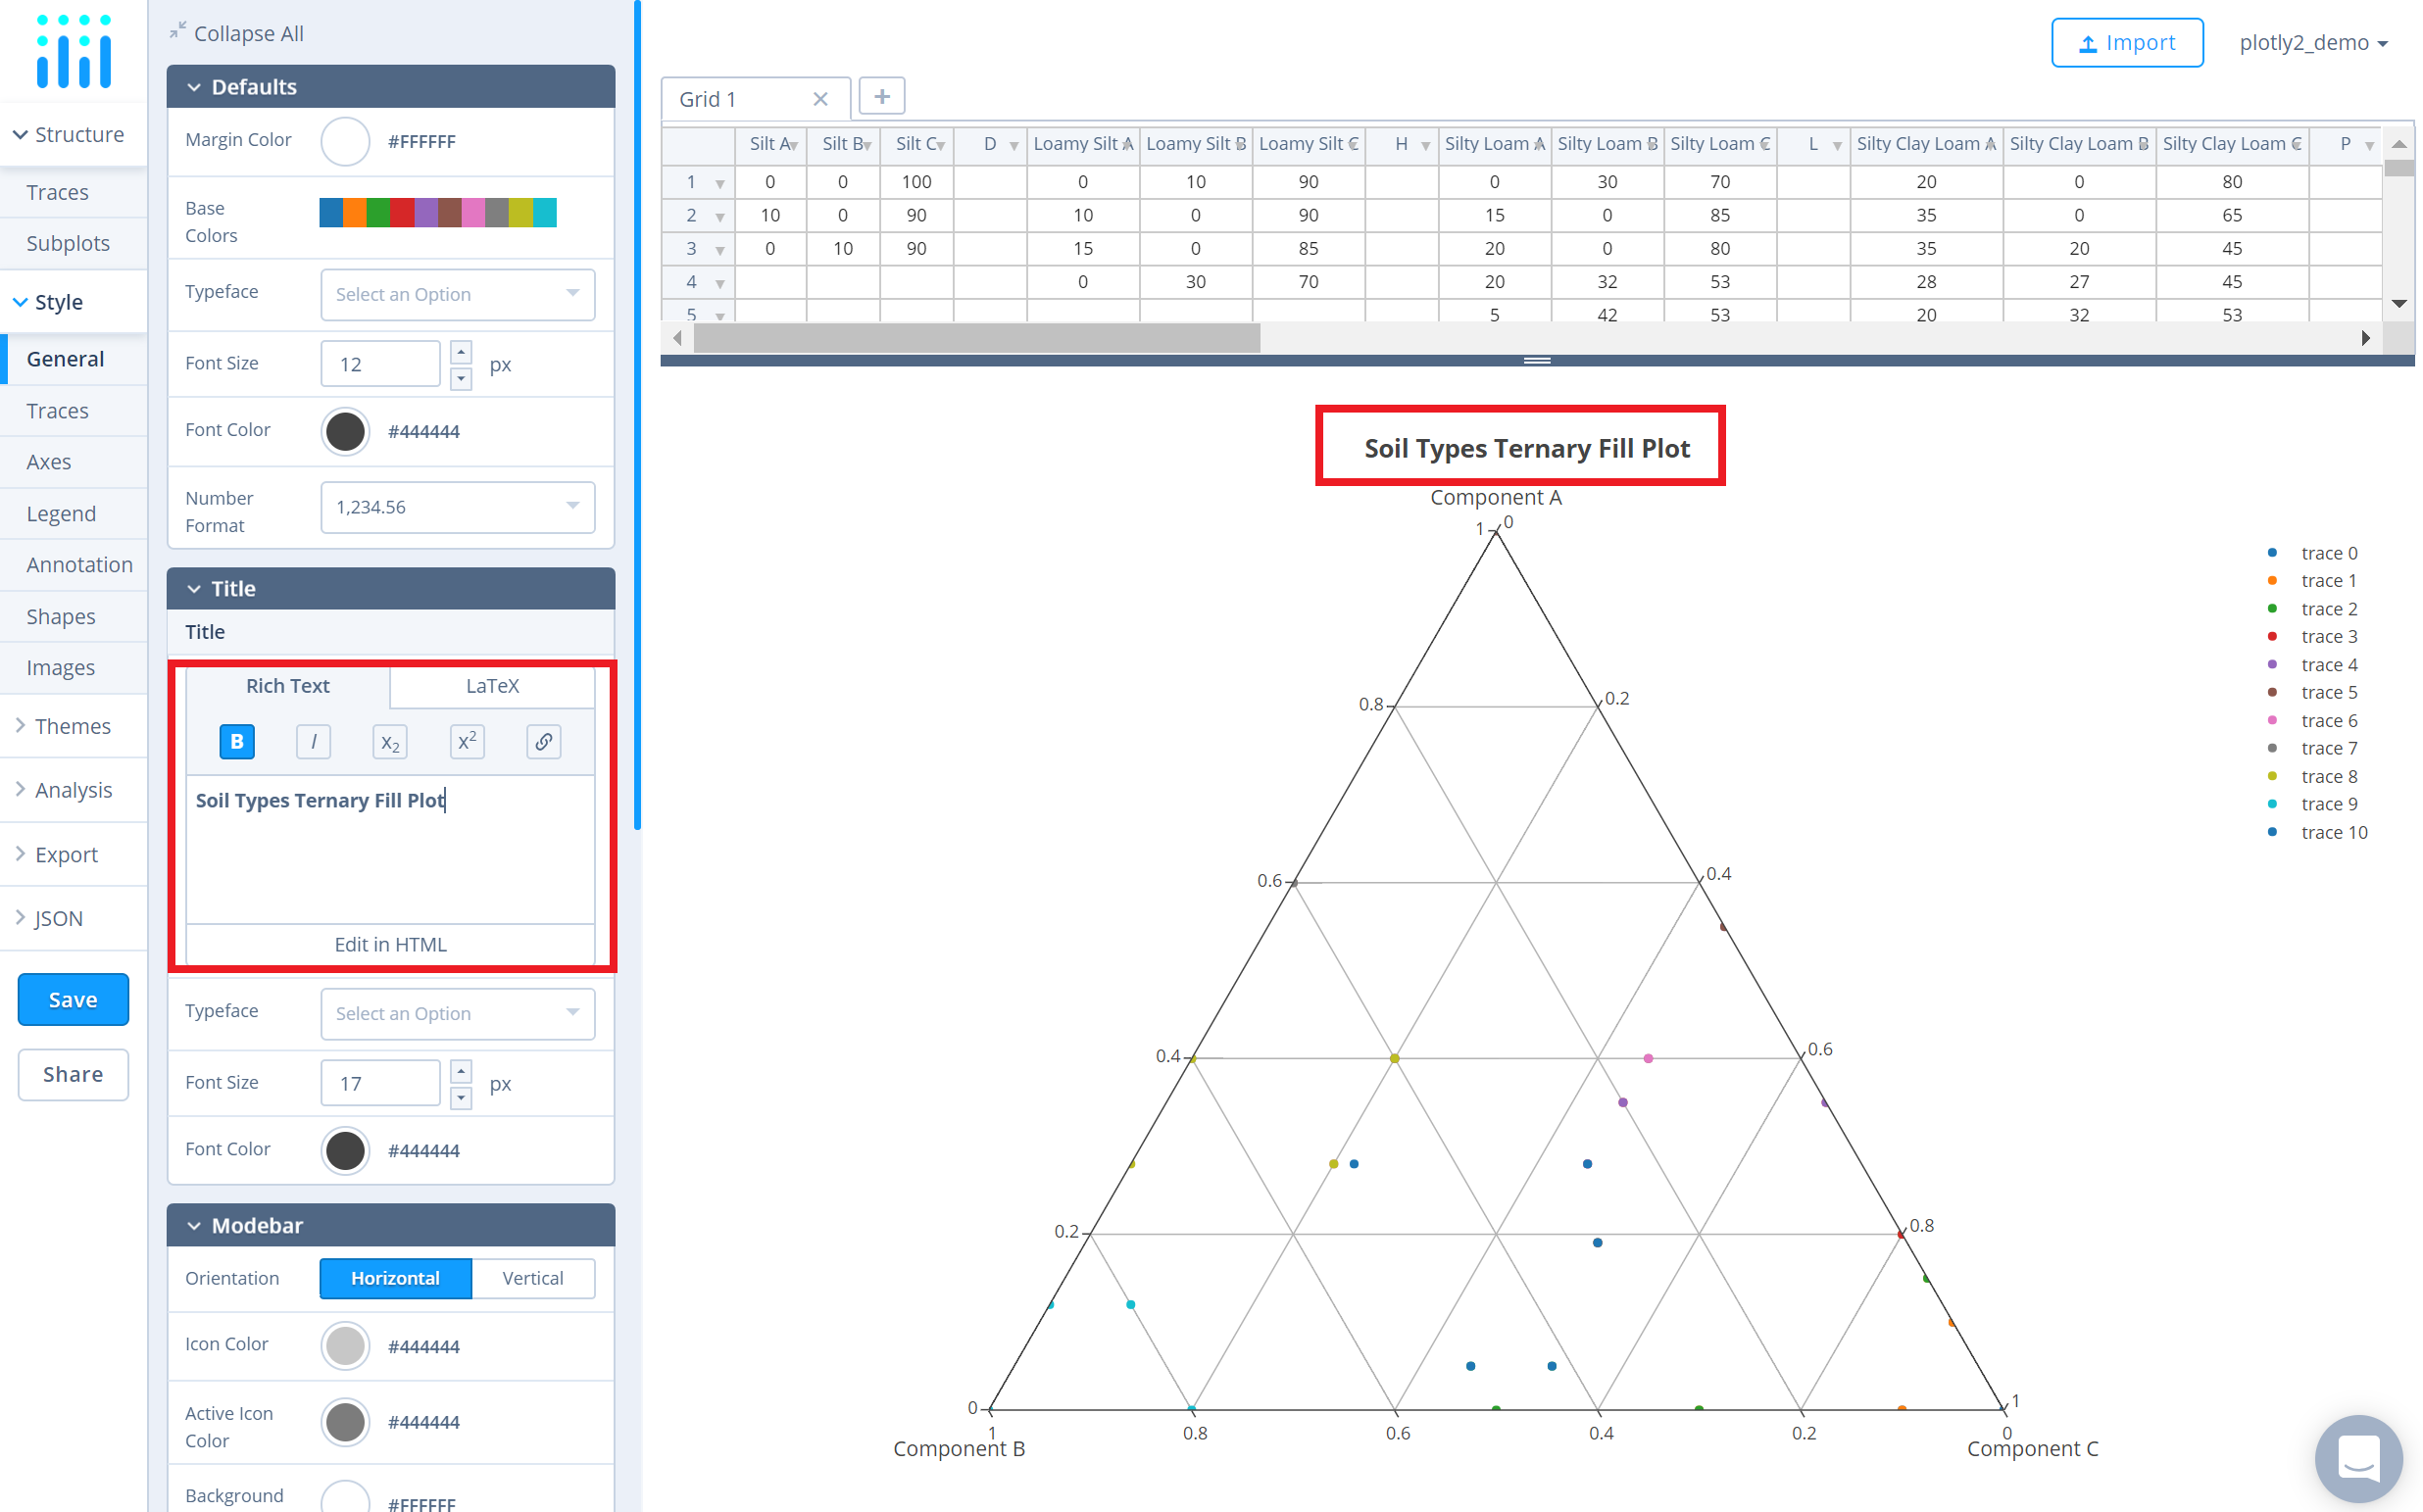 Collapse All
Structure
Traces
Subplots
Style
General
Traces
Axes
Legend
Annotation
Shapes
Images
Themes
Analysis
Export
JSON
Save
Share
Defaults
Margin Color #FFFFFF
Base
Colors
Typeface Select an Option
Font Size 12 px
Font Color #444444
Number
Format
1,234.56
Title
Title
Rich Text LaTeX
B I x2 x2
Soil Types Ternary Fill Plot
Edit in HTML
Typeface Select an Option
Font Size 17 px
Font Color #444444
Modebar
Orientation Horizontal Vertical
Icon Color #444444
Active Icon
Color
#444444
Background #FFFFFF
Import plotly2_demo
Grid 1 +
Silt A Silt B Silt C D Loamy Silt A Loamy Silt B Loamy Silt C H Silty Loam A Silty Loam B Silty Loam C L Silty Clay Loam A Silty Clay Loam B Silty Clay Loam C P
1 0 0 100 0 10 90 0 30 70 20 0 80
2 10 0 90 10 0 90 15 0 85 35 0 65
3 0 10 90 15 0 85 20 0 80 35 20 45
4 0 30 70 20 32 53 28 27 45
5 5 42 53 20 32 53
Soil Types Ternary Fill Plot
Component A
1 0
0.8 0.2
0.6 0.4
0.4 0.6
0.2 0.8
0 1
1 0.8 0.6 0.4 0.2 0
Component B Component C
trace 0
trace 1
trace 2
trace 3
trace 4
trace 5
trace 6
trace 7
trace 8
trace 9
trace 10